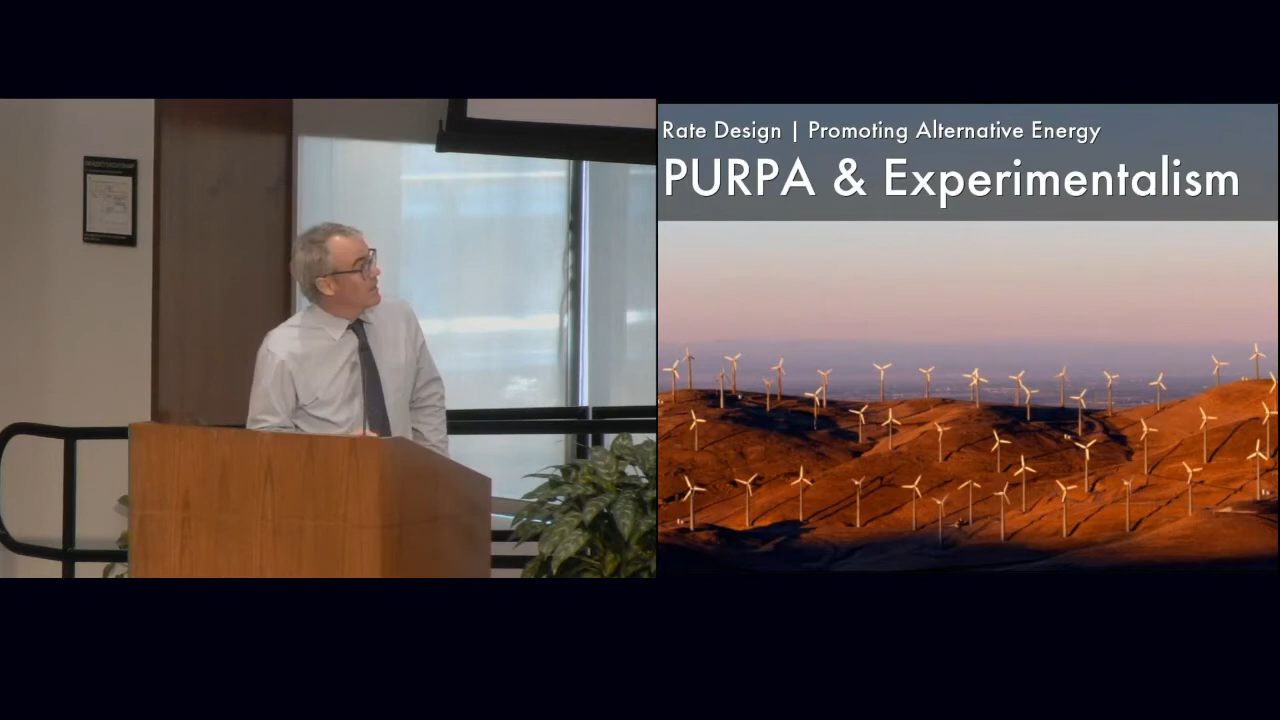 Rate Design | Promoting Alternative Energy
PURPA & Experimentalism